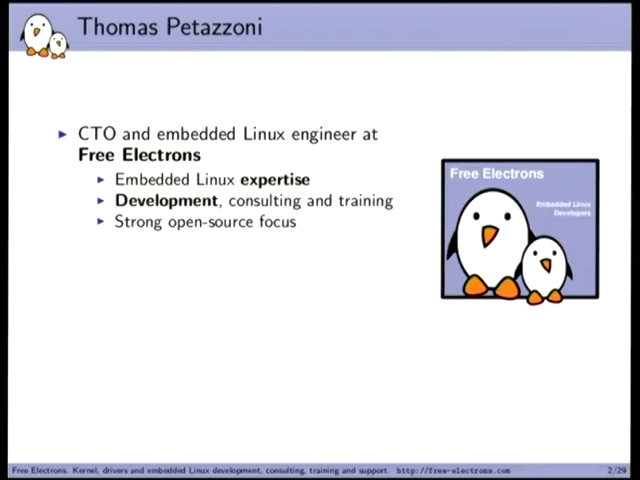 Thomas Petazzoni
CTO and embedded Linux engineer at
Free Electrons
Embedded Linux expertise
Development, consulting and training
Strong open-source focus
Free Electrons
Embedded Linux
Developers
Free Electrons. Kernel, drivers and embedded Linux development, consulting, training and support. http://free-electrons.com
2/29